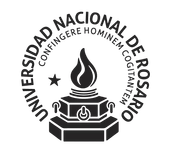 UNIVERSIDAD NACIONAL DE ROSARIO
CONFINGERE HOMINEM COGITANTEM